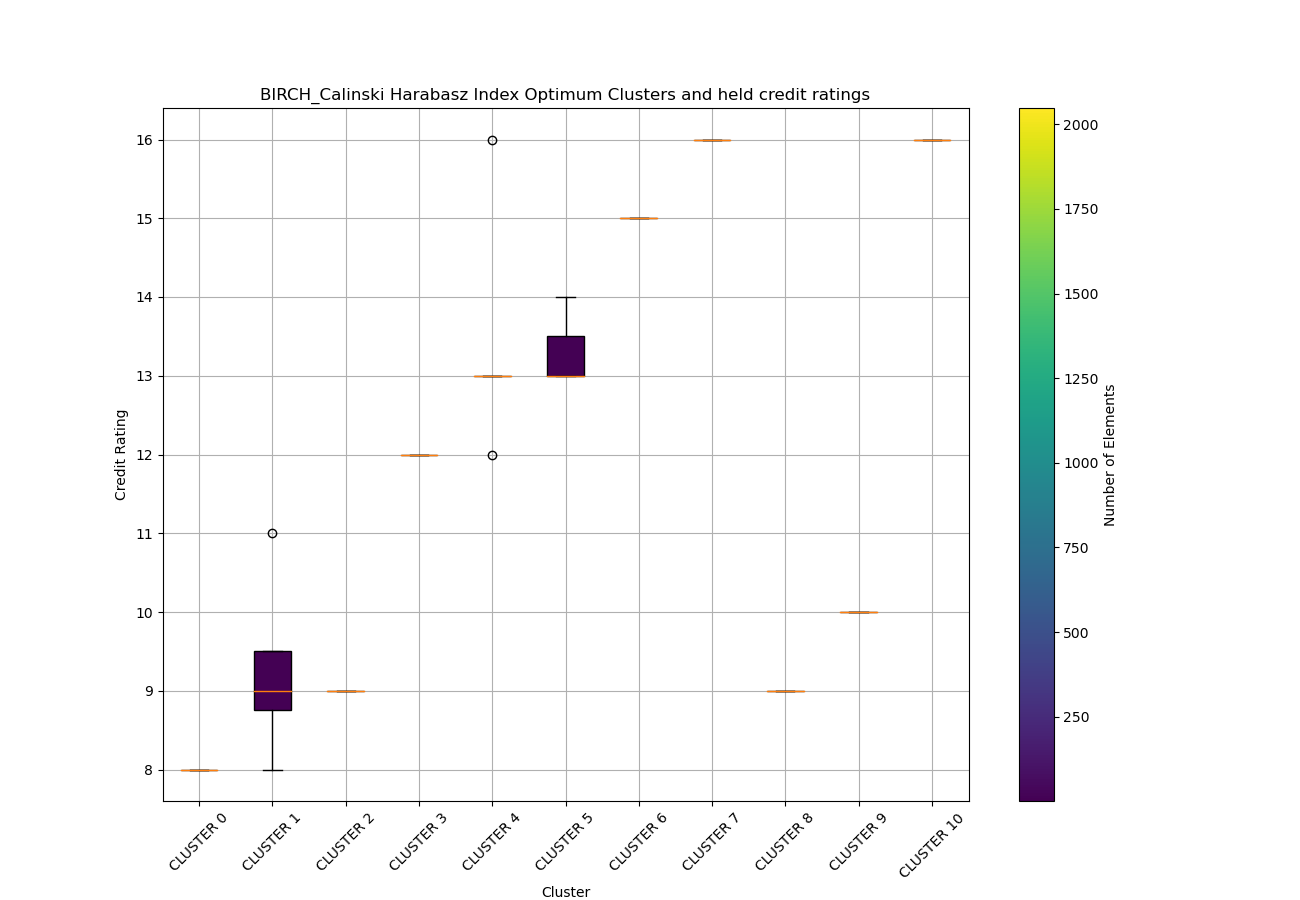 BIRCH_Calinski Harabasz Index Optimum Clusters and held credit ratings
16
15
14
13
12
11
10
9
8
Credit Rating
CLUSTER 0
CLUSTER 1
CLUSTER 2
CLUSTER 3
CLUSTER 4
CLUSTER 5
CLUSTER 6
CLUSTER 7
CLUSTER 8
CLUSTER 9
CLUSTER 10
Cluster
2000
1750
1500
1250
1000
750
500
250
Number of Elements